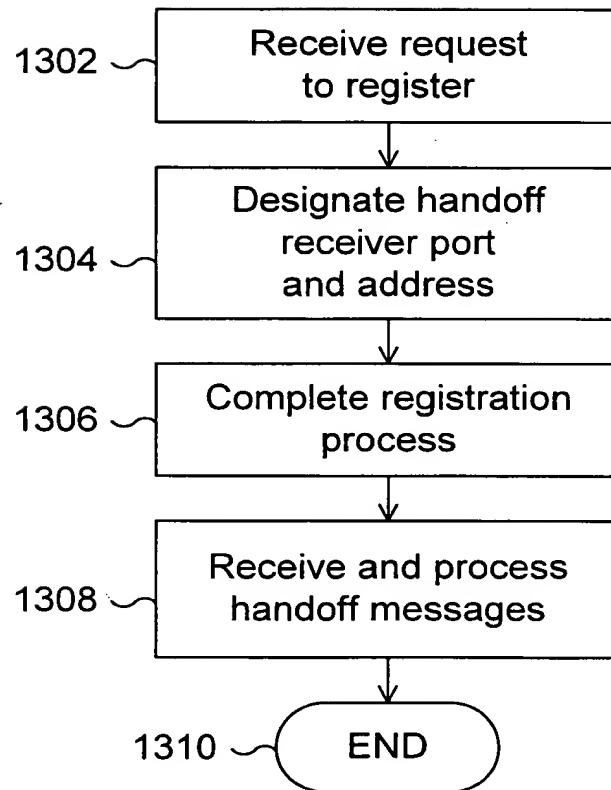 1302
Receive request
to register
1304
Designate handoff
receiver port
and address
1306
Complete registration
process
1308
Receive and process
handoff messages
1310
END